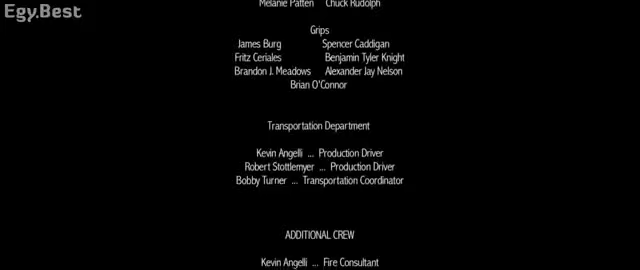 Egy.Best
Melanie Patten Chuck Rudolph
Grips
James Burg Spencer Caddigan
Fritz Ceriales Benjamin Tyler Knight
Brandon J. Meadows Alexander Jay Nelson
Brian O'Connor
Transportation Department
Kevin Angelli ... Production Driver
Robert Stottlemyer ... Production Driver
Bobby Turner ... Transportation Coordinator
ADDITIONAL CREW
Kevin Angelli ... Fire Consultant